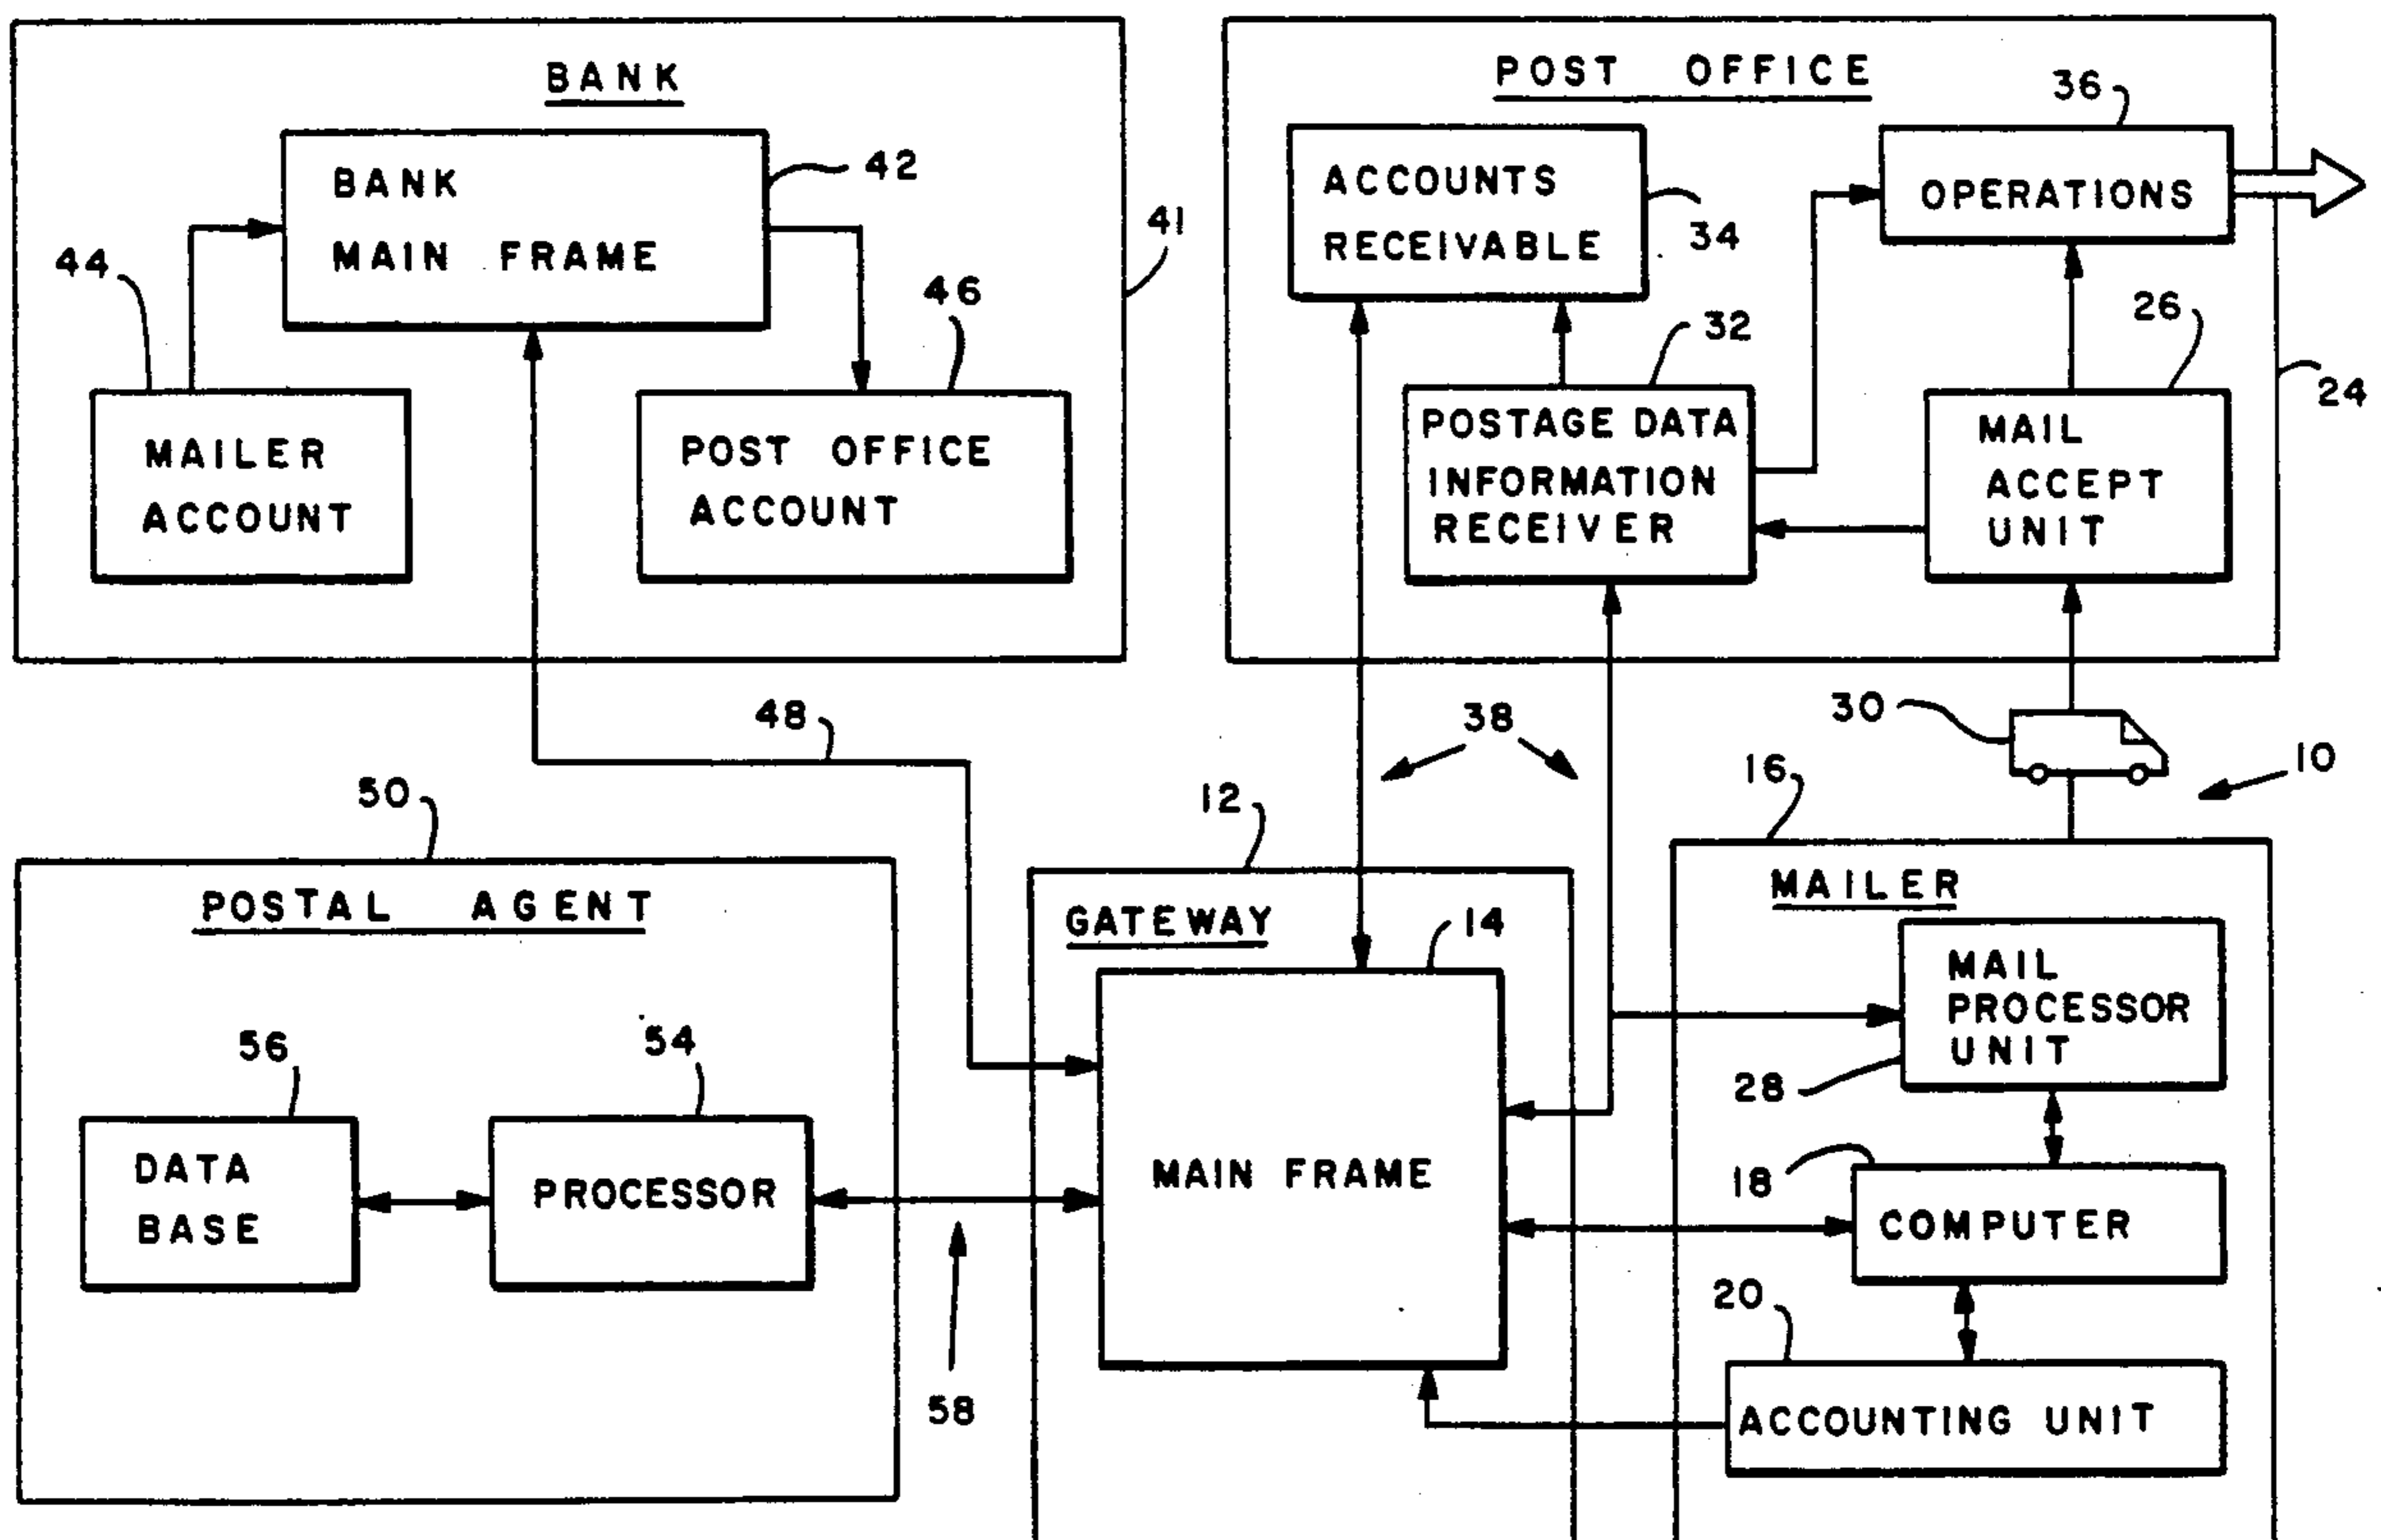 BANK
BANK
MAIN FRAME
42
44
41
46
MAILER
ACCOUNT
POST OFFICE
ACCOUNT
POST OFFICE
36
ACCOUNTS
RECEIVABLE
34
OPERATIONS
32
26
24
POSTAGE DATA
INFORMATION
RECEIVER
MAIL
ACCEPT
UNIT
48
38
30
10
50
POSTAL AGENT
56
54
DATA
BASE
PROCESSOR
58
12
GATEWAY
14
MAIN FRAME
16
MAILER
MAIL
PROCESSOR
UNIT
28
18
COMPUTER
20
ACCOUNTING UNIT